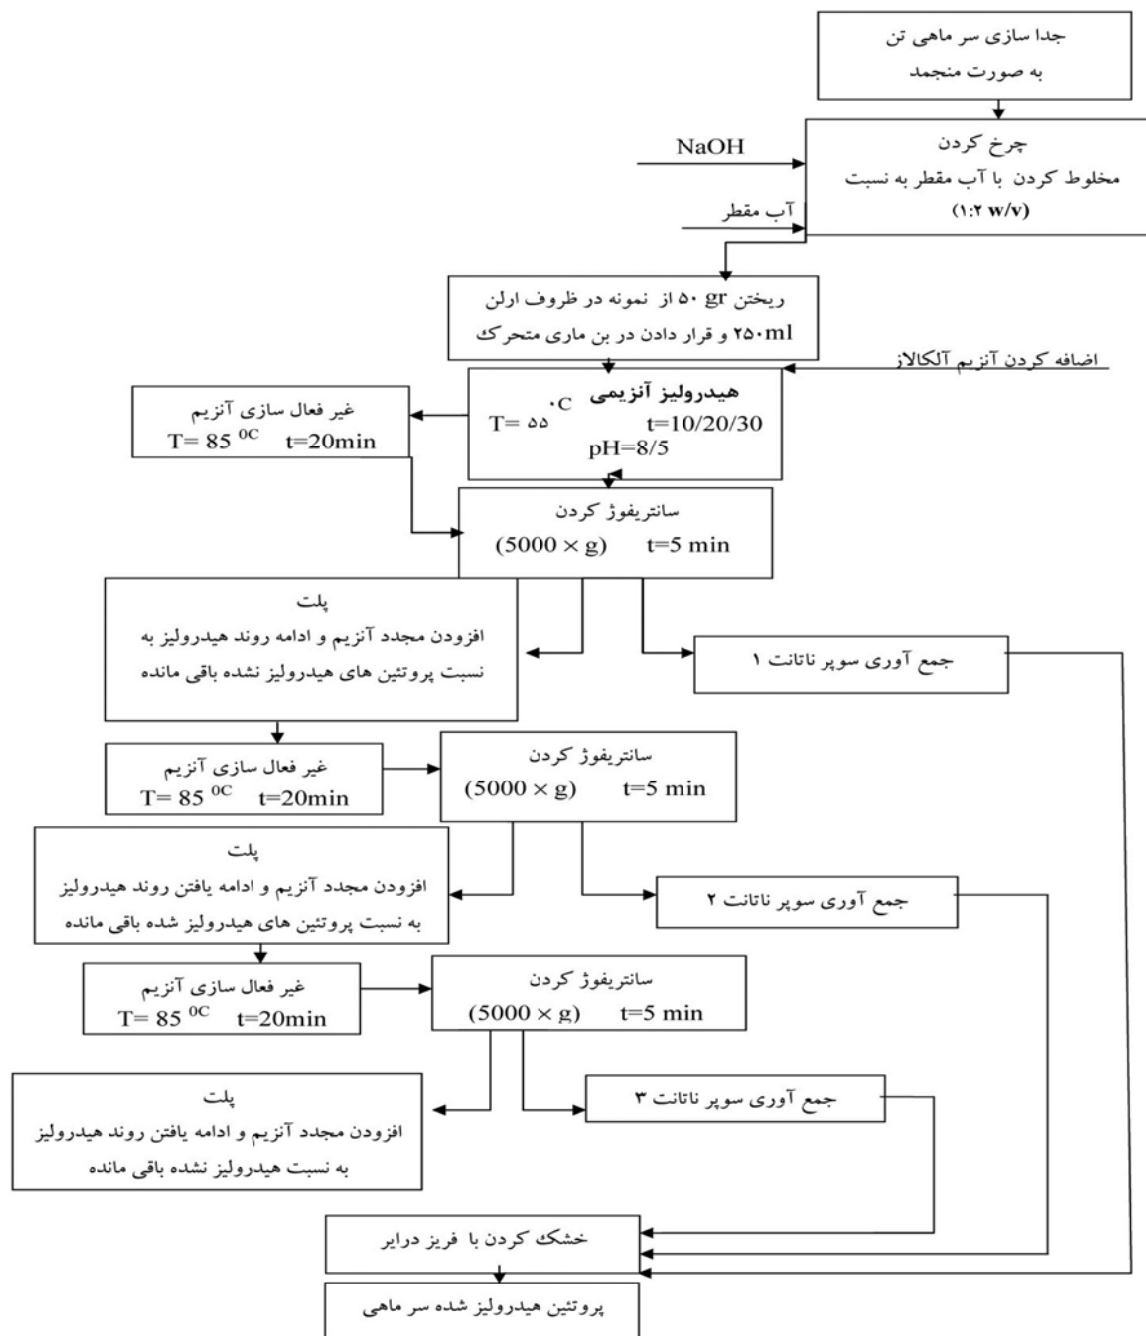 جدا سازی سر ماهی تن
به صورت منجمد
چرخ کردن
مخلوط کردن با آب مقطر به نسبت
(۱:۲ w/v)
NaOH
آب مقطر
ریختن ۵۰ gr از نمونه در ظروف ارلن
۲۵۰ml و قرار دادن در بن ماری متحرک
اضافه کردن آنزیم آلکالاز
هیدرولیز آنزیمی
T= ۵۵ °C t=10/20/30
pH=8/5
غیر فعال سازی آنزیم
T= 85 0C t=20min
سانتریفوژ کردن
(5000 × g) t=5 min
پلت
افزودن مجدد آنزیم و ادامه روند هیدرولیز به
نسبت پروتئین های هیدرولیز نشده باقی مانده
جمع آوری سوپر ناتانت ۱
غیر فعال سازی آنزیم
T= 85 0C t=20min
سانتریفوژ کردن
(5000 × g) t=5 min
پلت
افزودن مجدد آنزیم و ادامه یافتن روند هیدرولیز
به نسبت پروتئین های هیدرولیز شده باقی مانده
جمع آوری سوپر ناتانت ۲
غیر فعال سازی آنزیم
T= 85 0C t=20min
سانتریفوژ کردن
(5000 × g) t=5 min
پلت
افزودن مجدد آنزیم و ادامه یافتن روند هیدرولیز
به نسبت هیدرولیز نشده باقی مانده
جمع آوری سوپر ناتانت ۳
خشک کردن با فریز درایر
پروتئین هیدرولیز شده سر ماهی